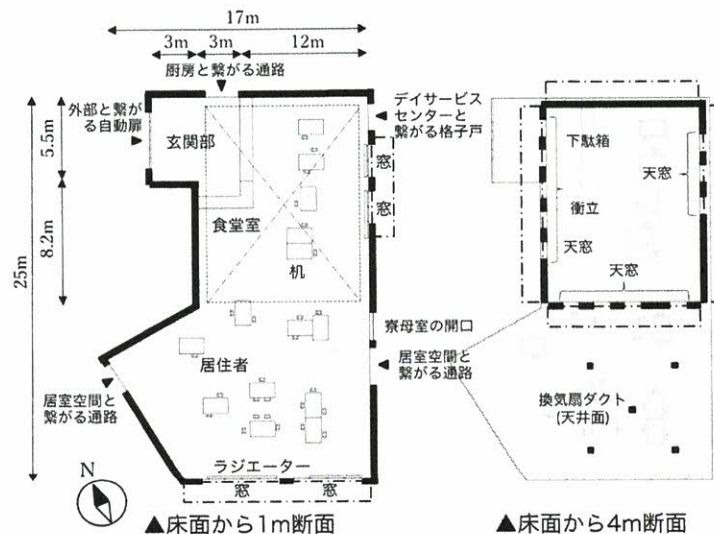 17m
3m
3m
12m
厨房と繋がる通路
外部と繋が
る自動扉
玄関部
デイサービス
センターと
繋がる格子戸
5.5m
8.2m
25m
窓
窓
食堂室
机
寮母室の開口
居住者
居室空間と
繋がる通路
居室空間と
繋がる通路
ラジエーター
窓
窓
N
▲床面から1m断面
下駄箱
天窓
衝立
天窓
天窓
換気扇ダクト
(天井面)
▲床面から4m断面